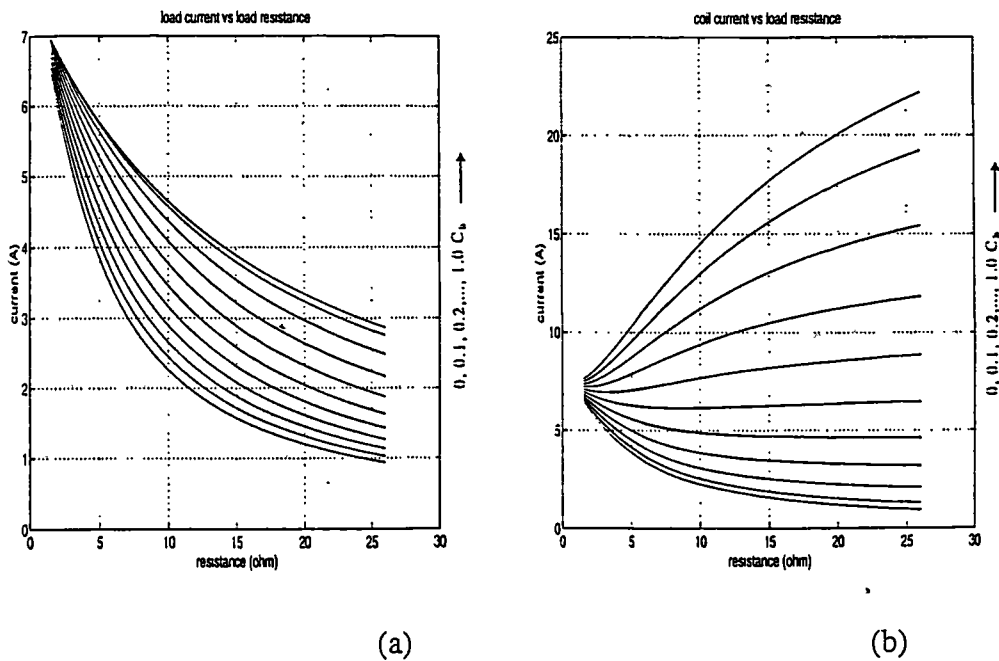 load current vs load resistance
7
6
5
4
3
2
1
0
current (A)
0
5
10
15
20
25
30
resistance (ohm)
0, 0.1, 0.2,..., 1.0 C_b
(a)
coil current vs load resistance
25
20
15
10
5
0
current (A)
0
5
10
15
20
25
30
resistance (ohm)
0, 0.1, 0.2,..., 1.0 C_b
(b)